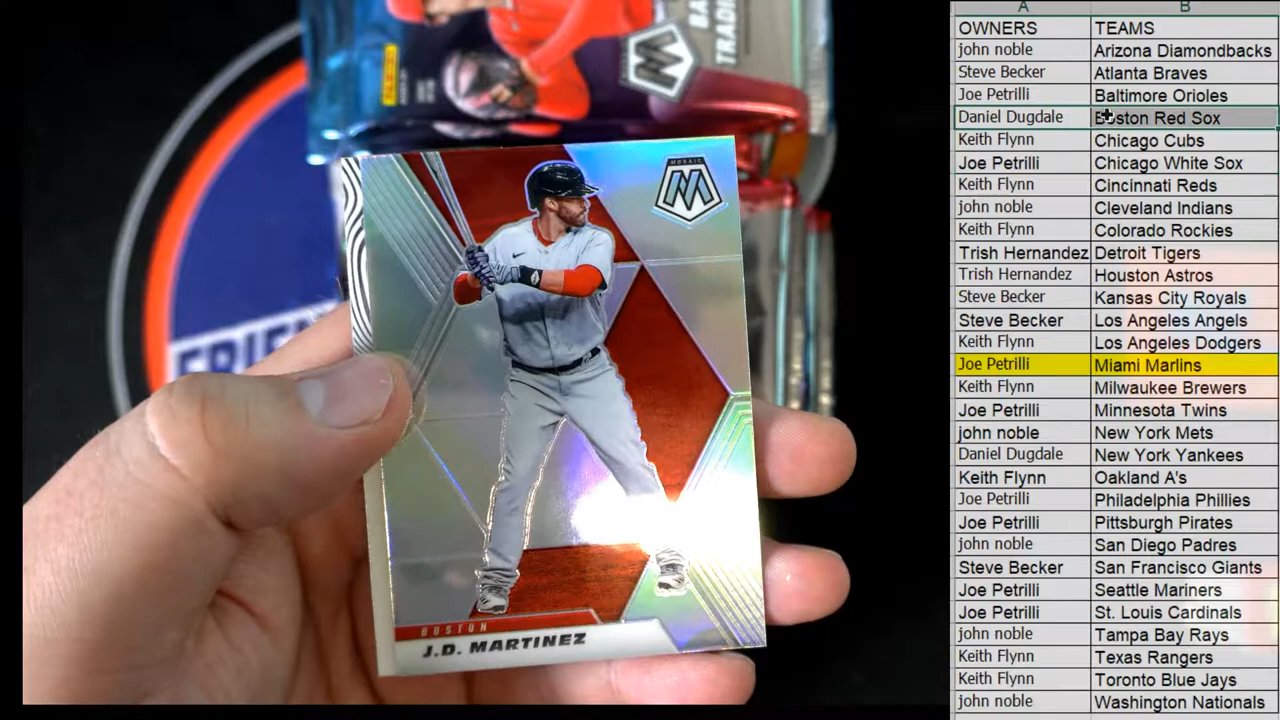 BA
TRADI
MOSAIC
M
BOSTON
J.D. MARTINEZ
A B
OWNERS TEAMS
john noble Arizona Diamondbacks
Steve Becker Atlanta Braves
Joe Petrilli Baltimore Orioles
Daniel Dugdale Boston Red Sox
Keith Flynn Chicago Cubs
Joe Petrilli Chicago White Sox
Keith Flynn Cincinnati Reds
john noble Cleveland Indians
Keith Flynn Colorado Rockies
Trish Hernandez Detroit Tigers
Trish Hernandez Houston Astros
Steve Becker Kansas City Royals
Steve Becker Los Angeles Angels
Keith Flynn Los Angeles Dodgers
Joe Petrilli Miami Marlins
Keith Flynn Milwaukee Brewers
Joe Petrilli Minnesota Twins
john noble New York Mets
Daniel Dugdale New York Yankees
Keith Flynn Oakland A's
Joe Petrilli Philadelphia Phillies
Joe Petrilli Pittsburgh Pirates
john noble San Diego Padres
Steve Becker San Francisco Giants
Joe Petrilli Seattle Mariners
Joe Petrilli St. Louis Cardinals
john noble Tampa Bay Rays
Keith Flynn Texas Rangers
Keith Flynn Toronto Blue Jays
john noble Washington Nationals